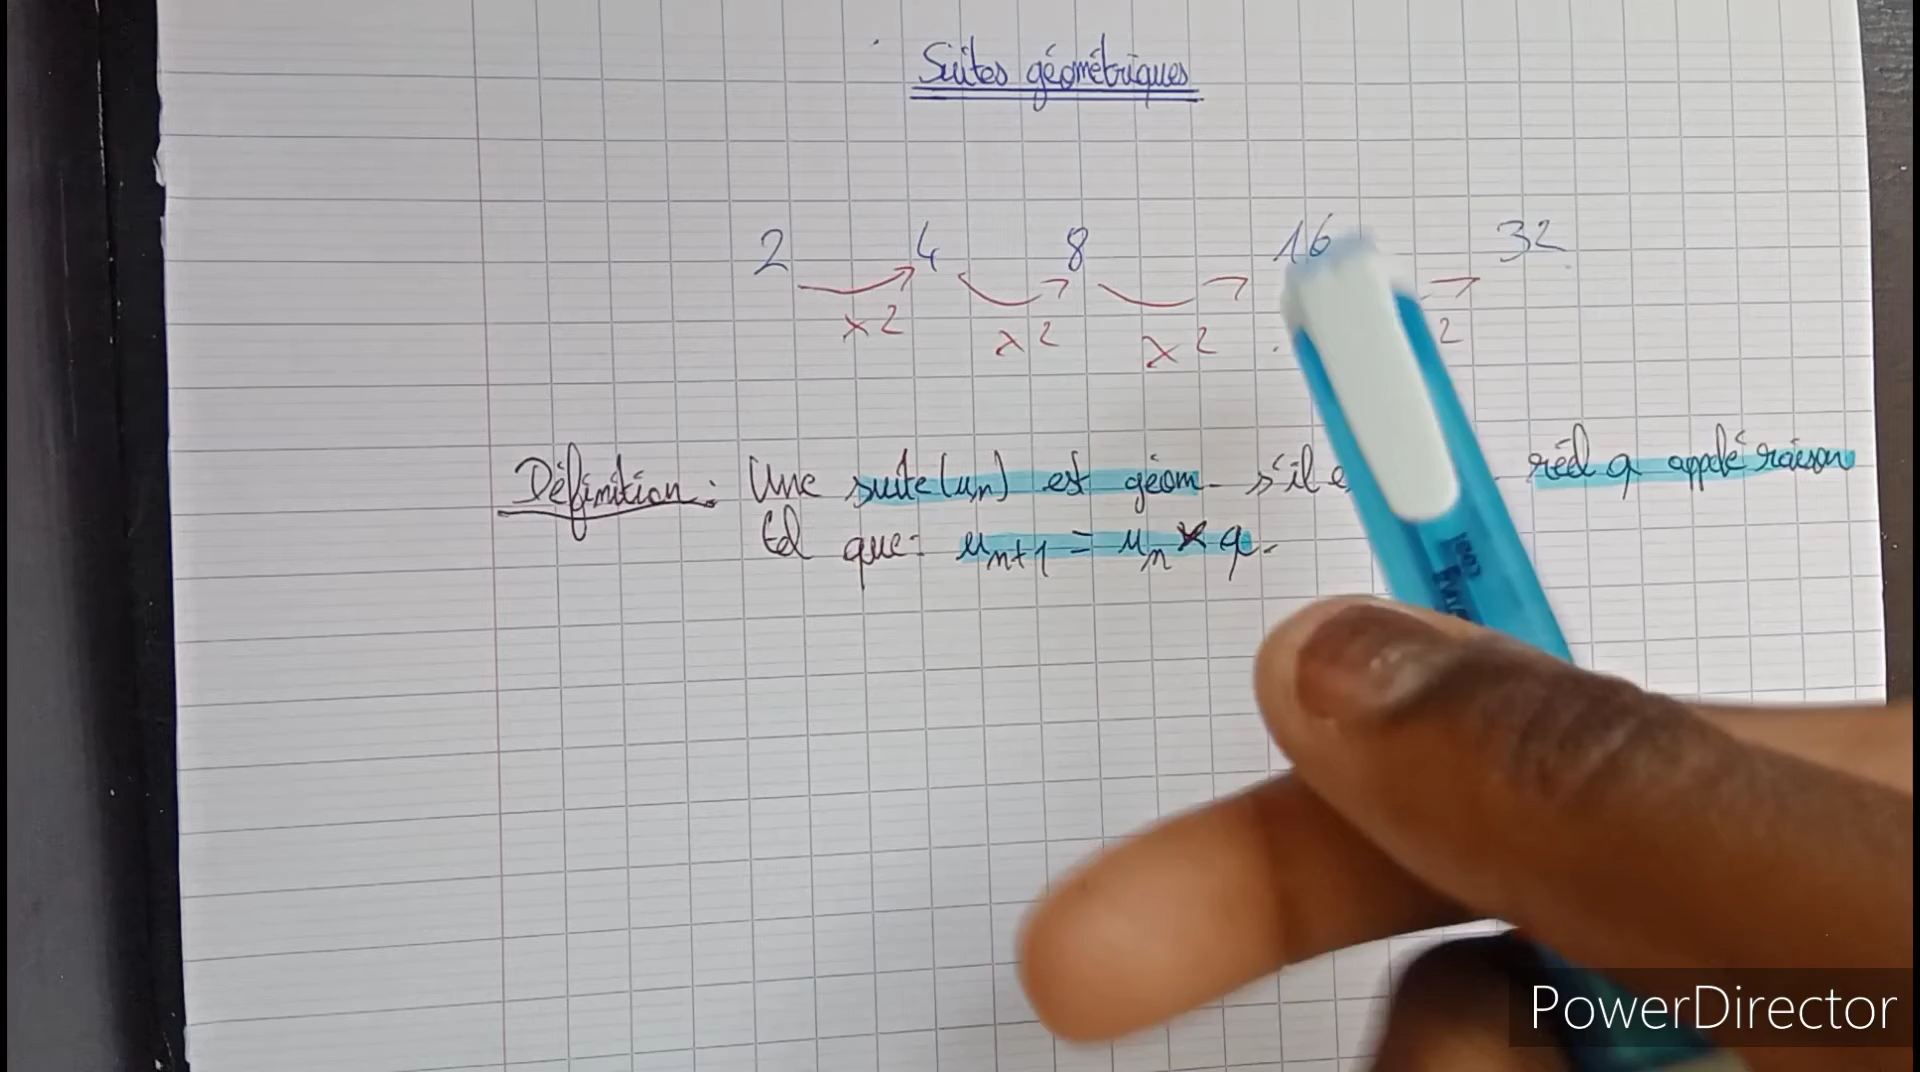 Suites géométriques
2 4 8 16 32
×2 ×2 ×2 2
Définition: Une suite (un) est géom. s'il réel q appelé raison
tel que: un+1 = un × q.
PowerDirector